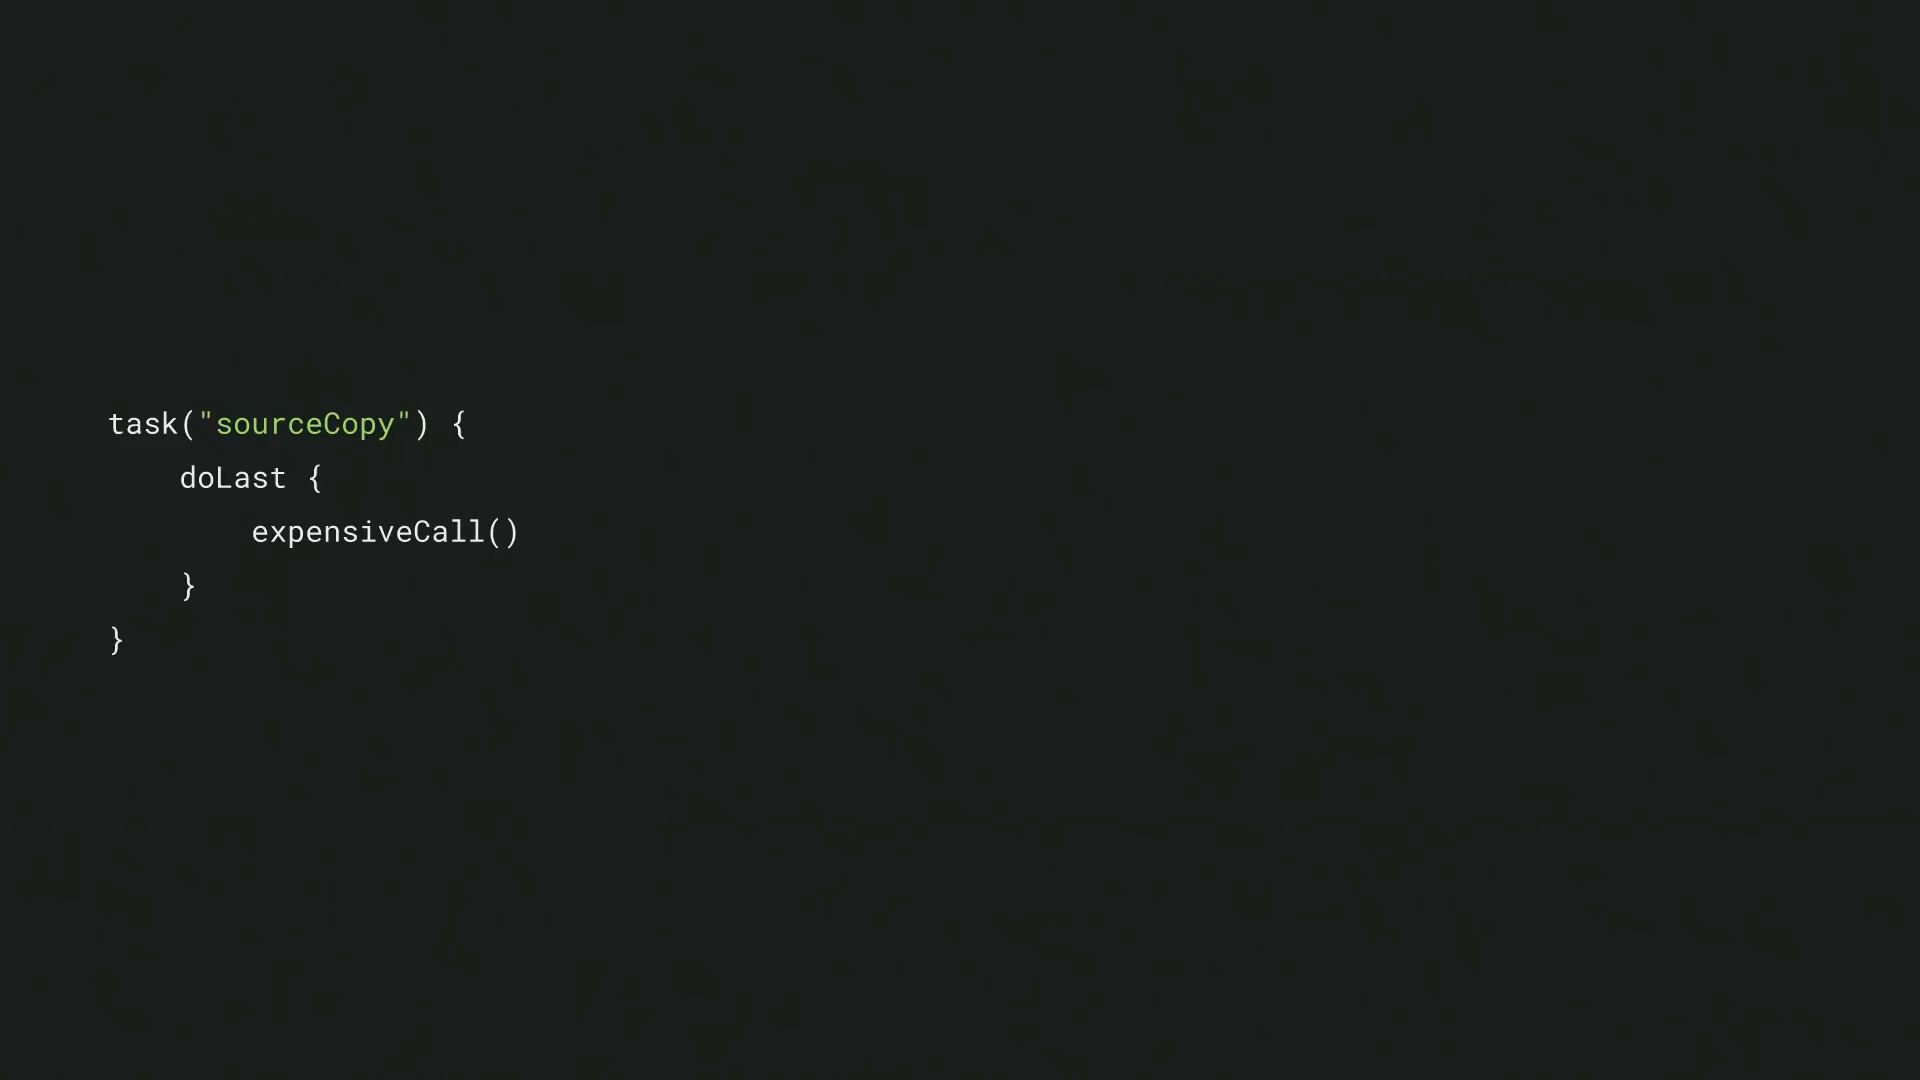 task("sourceCopy") {
    doLast {
        expensiveCall()
    }
}